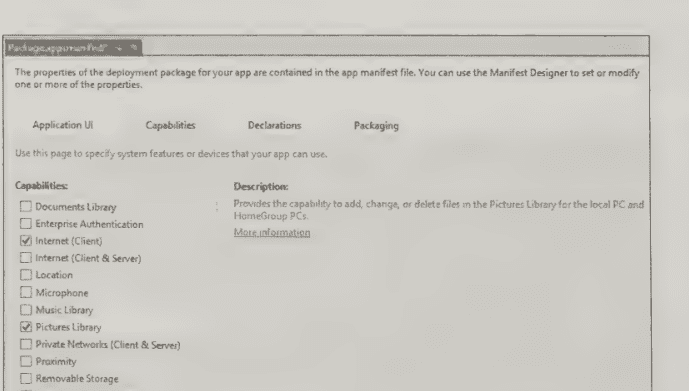 Package.appxmanifest*
The properties of the deployment package for your app are contained in the app manifest file. You can use the Manifest Designer to set or modify
one or more of the properties.
Application UI Capabilities Declarations Packaging
Use this page to specify system features or devices that your app can use.
Capabilities:
Documents Library
Enterprise Authentication
Internet (Client)
Internet (Client & Server)
Location
Microphone
Music Library
Pictures Library
Private Networks (Client & Server)
Proximity
Removable Storage
Description:
Provides the capability to add, change, or delete files in the Pictures Library for the local PC and
HomeGroup PCs.
More information